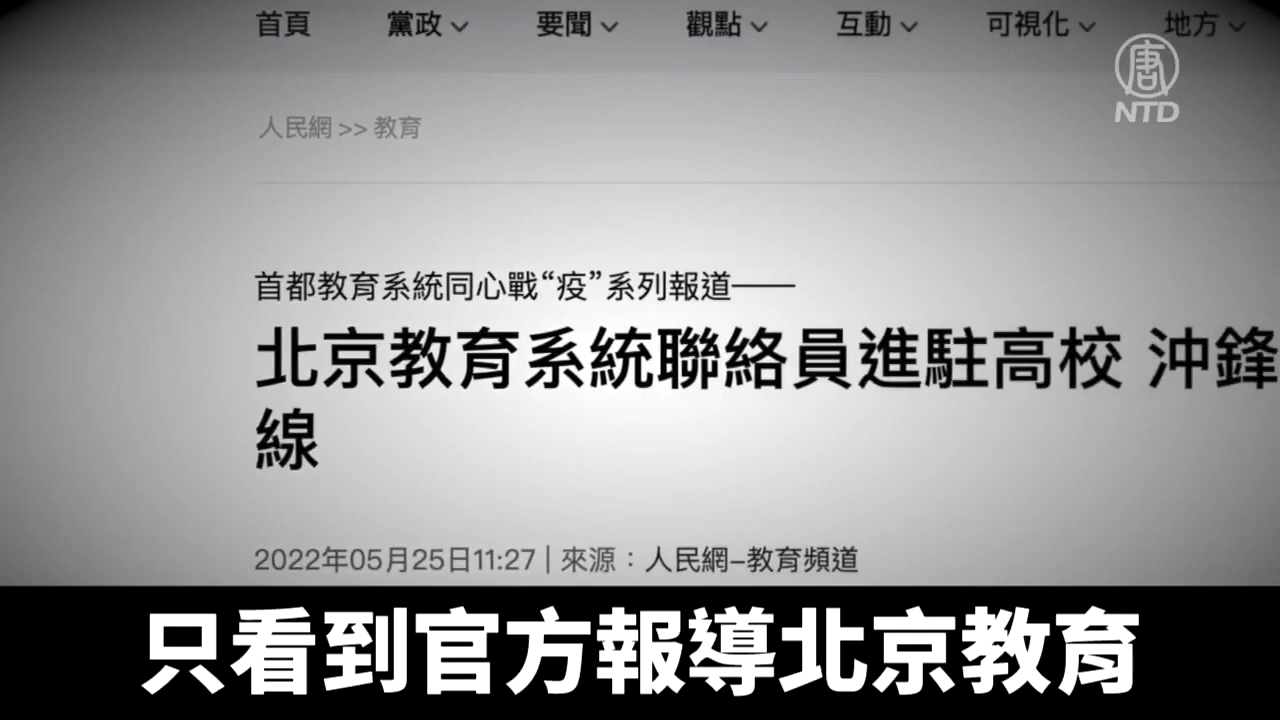 首頁 黨政 要聞 觀點 互動 可視化 地方
唐
NTD
人民網 >> 教育
首都教育系統同心戰“疫”系列報道——
北京教育系統聯絡員進駐高校 沖鋒
線
2022年05月25日11:27 | 來源：人民網-教育頻道
只看到官方報導北京教育